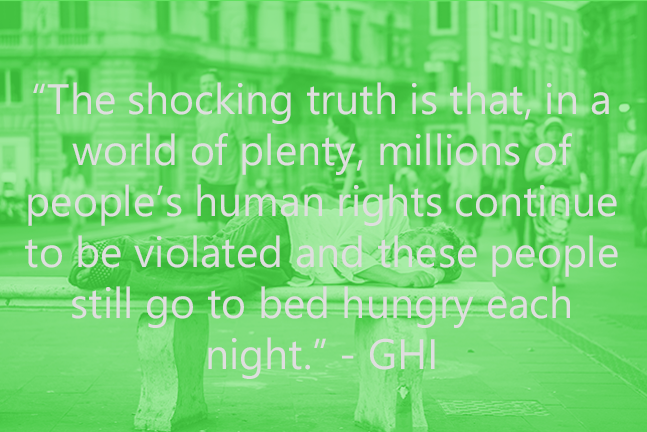 “The shocking truth is that, in a
world of plenty, millions of
people’s human rights continue
to be violated and these people
still go to bed hungry each
night.” - GHI